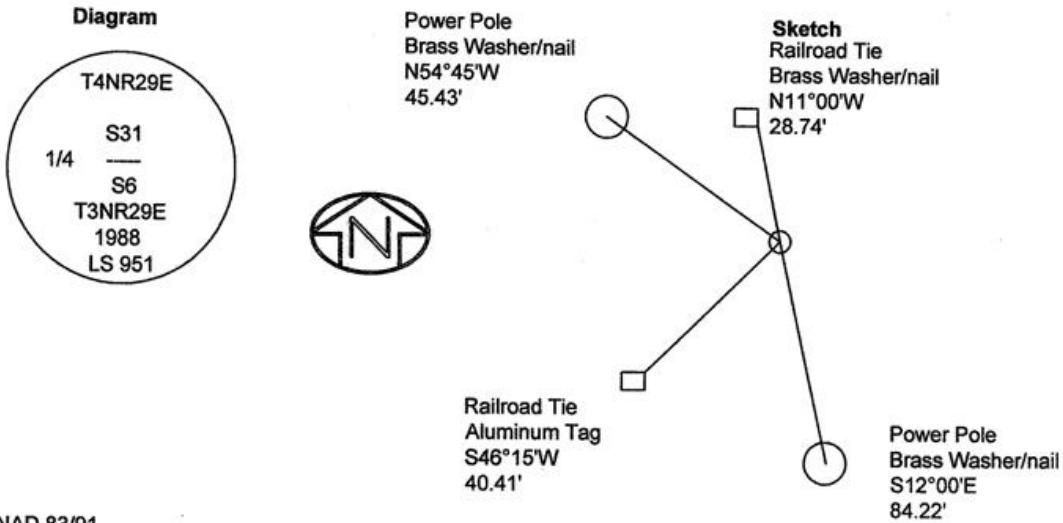 Diagram
T4NR29E
S31
1/4
S6
T3NR29E
1988
LS 951
N
Power Pole
Brass Washer/nail
N54°45'W
45.43'
Sketch
Railroad Tie
Brass Washer/nail
N11°00'W
28.74'
Railroad Tie
Aluminum Tag
S46°15'W
40.41'
Power Pole
Brass Washer/nail
S12°00'E
84.22'
NAD 83/91